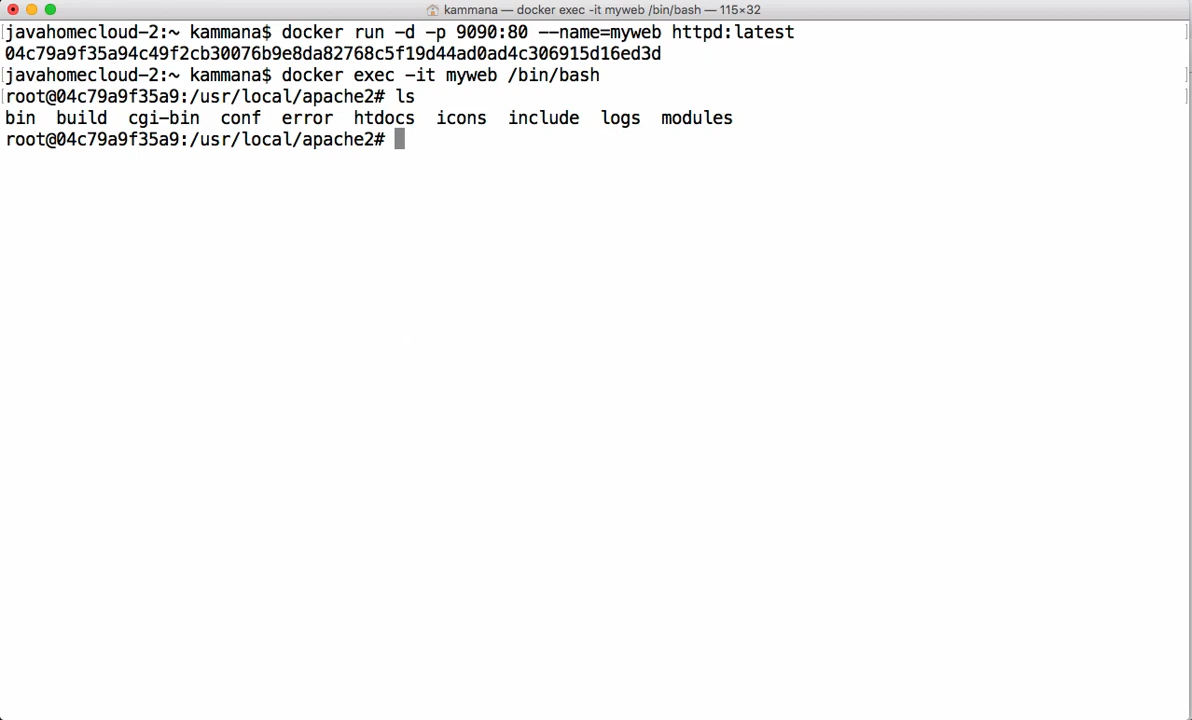 kammana — docker exec -it myweb /bin/bash — 115×32
javahomecloud-2:~ kammana$ docker run -d -p 9090:80 --name=myweb httpd:latest
04c79a9f35a94c49f2cb30076b9e8da82768c5f19d44ad0ad4c306915d16ed3d
javahomecloud-2:~ kammana$ docker exec -it myweb /bin/bash
root@04c79a9f35a9:/usr/local/apache2# ls
bin build cgi-bin conf error htdocs icons include logs modules
root@04c79a9f35a9:/usr/local/apache2#